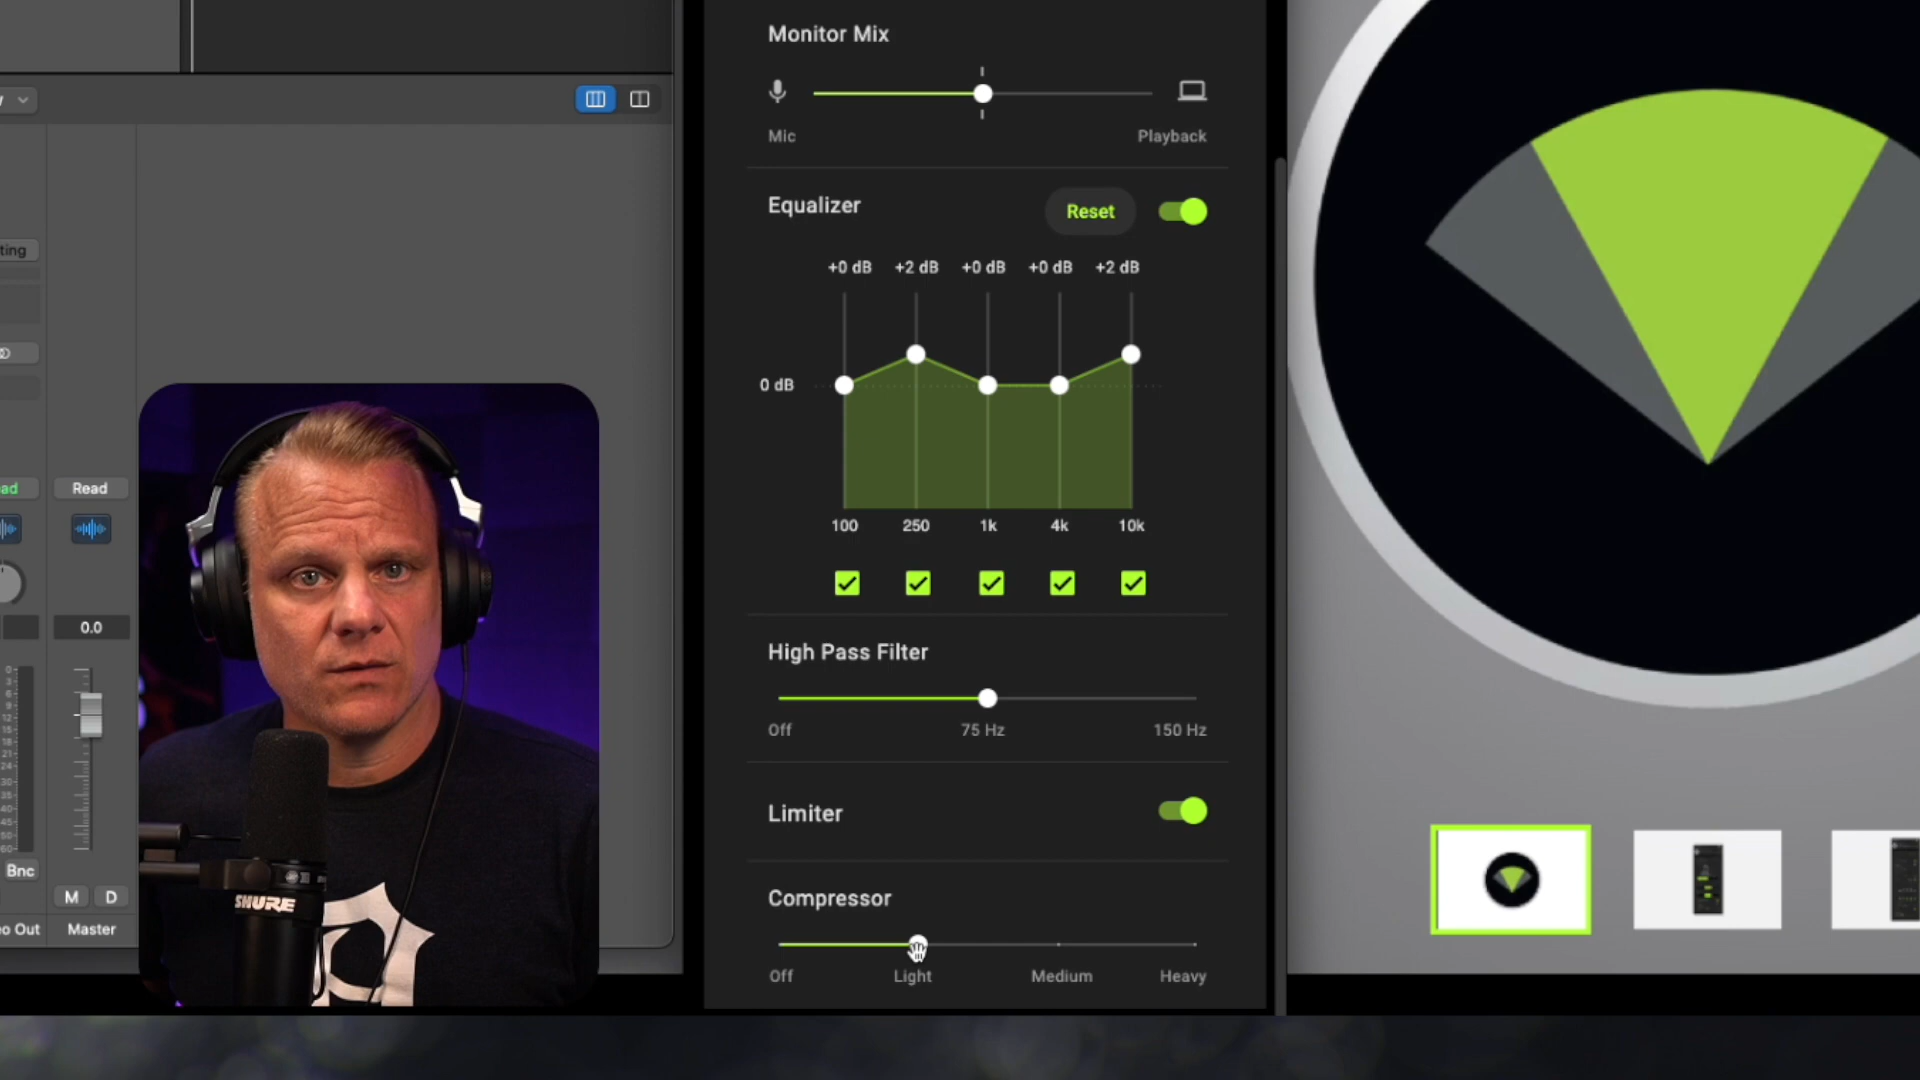 Monitor Mix
Mic
Playback
Equalizer
Reset
+0 dB +2 dB +0 dB +0 dB +2 dB
0 dB
100 250 1k 4k 10k
High Pass Filter
Off 75 Hz 150 Hz
Limiter
Compressor
Off Light Medium Heavy
Read
0.0
Bnc
M D
Master
SHURE